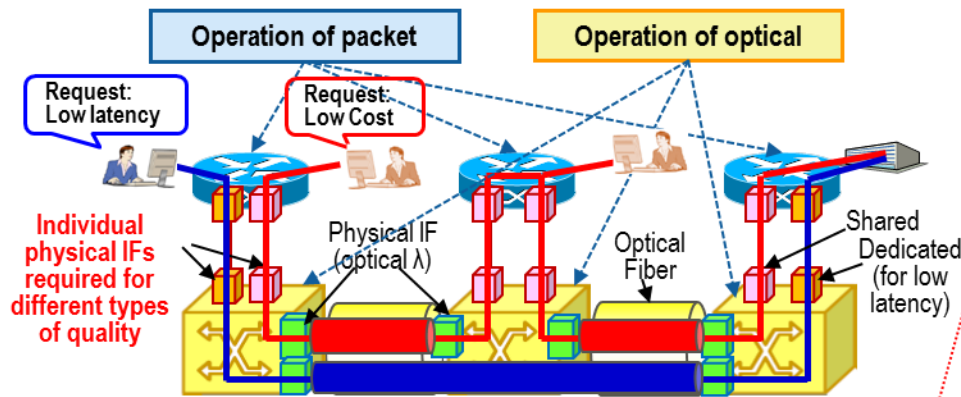 Operation of packet
Operation of optical
Request:
Low latency
Request:
Low Cost
Individual
physical IFs
required for
different types
of quality
Physical IF
(optical λ)
Optical
Fiber
Shared
Dedicated
(for low
latency)